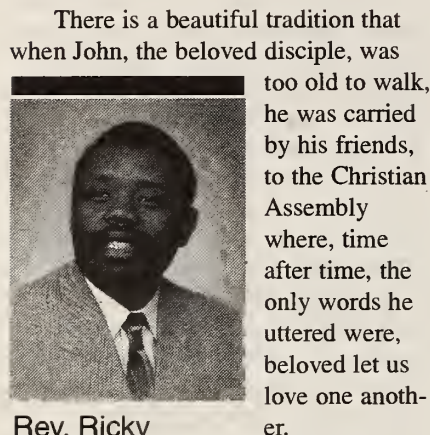 There is a beautiful tradition that
when John, the beloved disciple, was
too old to walk,
he was carried
by his friends,
to the Christian
Assembly
where, time
after time, the
only words he
uttered were,
beloved let us
love one anoth-
er.
Rev. Ricky